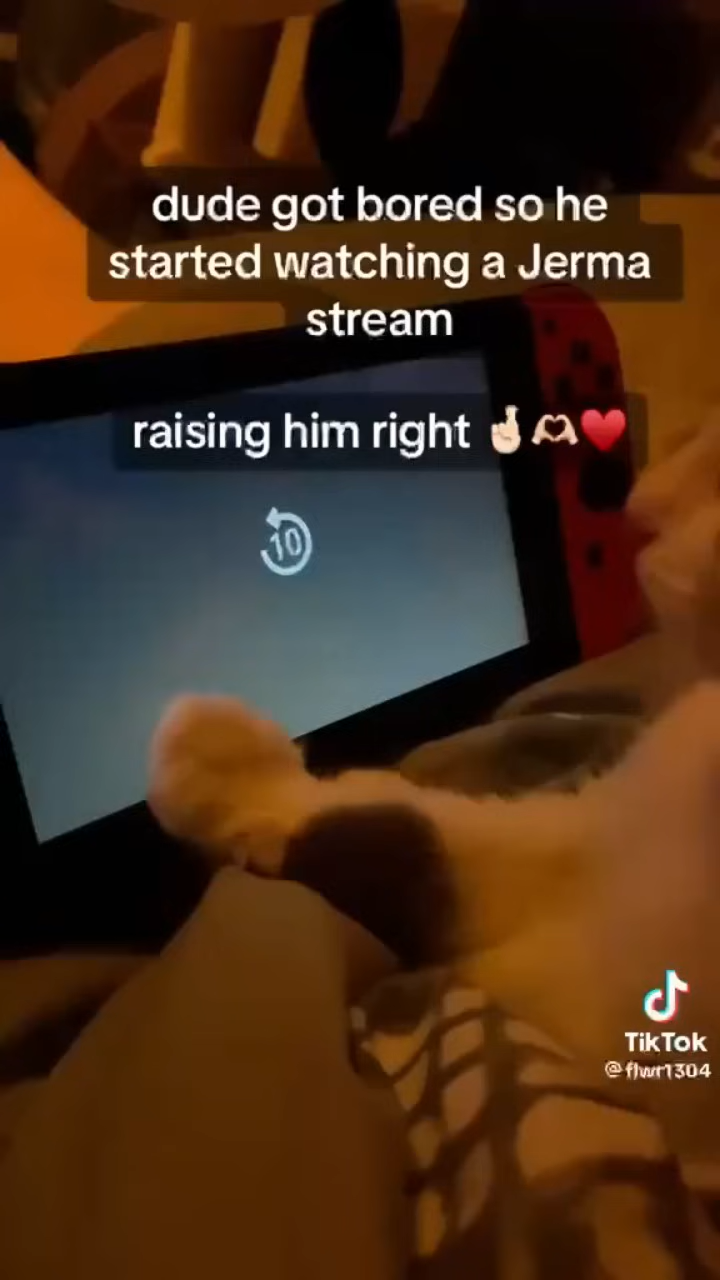 dude got bored so he
started watching a Jerma
stream
raising him right 🤞🏻🫶🏻❤️
10
TikTok
@flwr1304